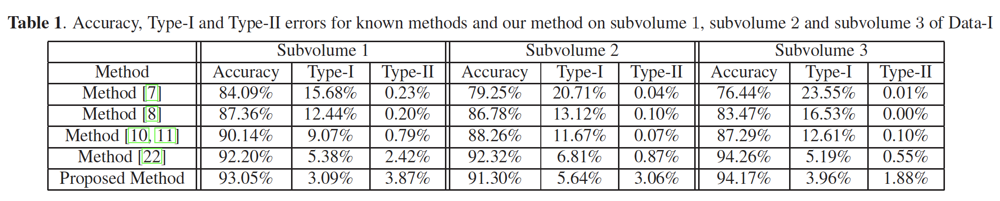 Table 1. Accuracy, Type-I and Type-II errors for known methods and our method on subvolume 1, subvolume 2 and subvolume 3 of Data-I
Subvolume 1 Subvolume 2 Subvolume 3
Method Accuracy Type-I Type-II Accuracy Type-I Type-II Accuracy Type-I Type-II
Method [7] 84.09% 15.68% 0.23% 79.25% 20.71% 0.04% 76.44% 23.55% 0.01%
Method [8] 87.36% 12.44% 0.20% 86.78% 13.12% 0.10% 83.47% 16.53% 0.00%
Method [10, 11] 90.14% 9.07% 0.79% 88.26% 11.67% 0.07% 87.29% 12.61% 0.10%
Method [22] 92.20% 5.38% 2.42% 92.32% 6.81% 0.87% 94.26% 5.19% 0.55%
Proposed Method 93.05% 3.09% 3.87% 91.30% 5.64% 3.06% 94.17% 3.96% 1.88%